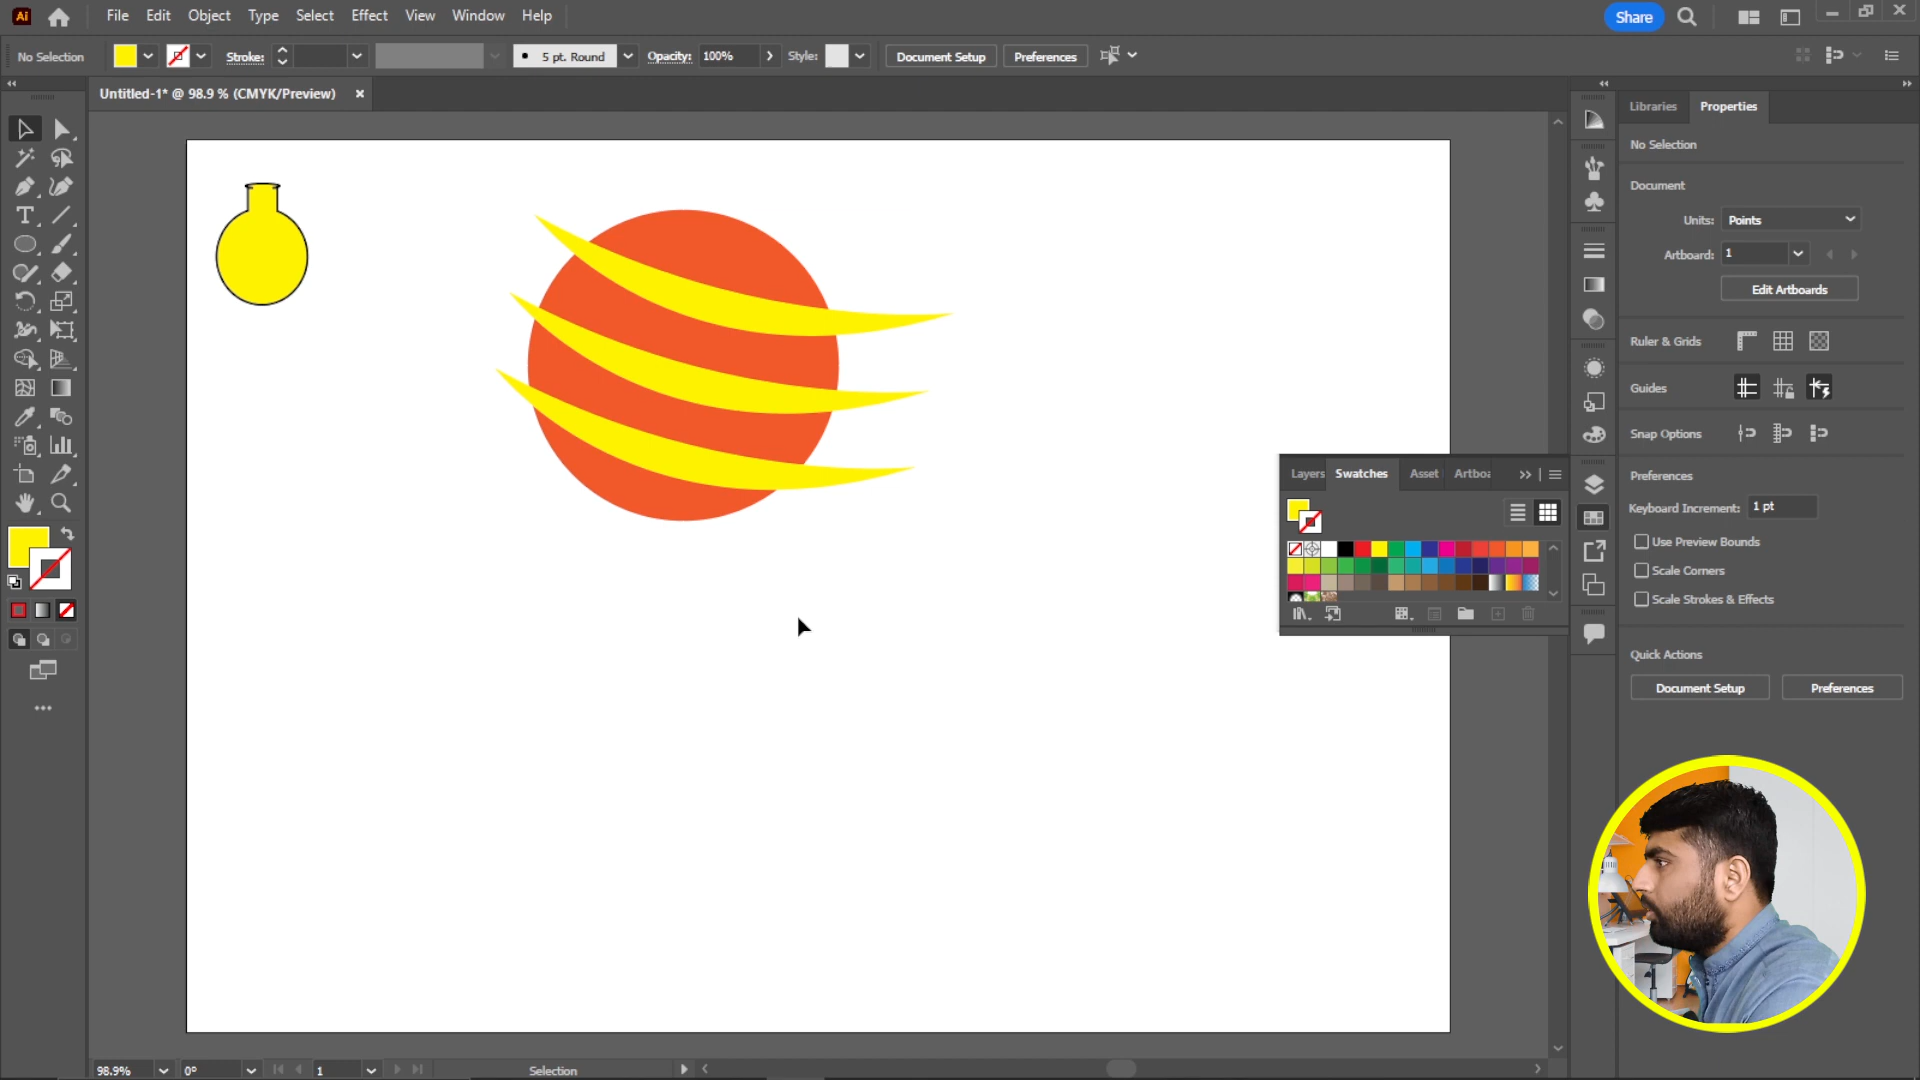 Ai File Edit Object Type Select Effect View Window Help Share
No Selection Stroke: 5 pt. Round Opacity: 100% Style: Document Setup Preferences
Untitled-1* @ 98.9 % (CMYK/Preview) ×
Libraries Properties
No Selection
Document
Units: Points
Artboard: 1
Edit Artboards
Ruler & Grids
Guides
Snap Options
Preferences
Keyboard Increment: 1 pt
Use Preview Bounds
Scale Corners
Scale Strokes & Effects
Quick Actions
Document Setup Preferences
Layers Swatches Asset Artboa
98.9% 0° 1 Selection